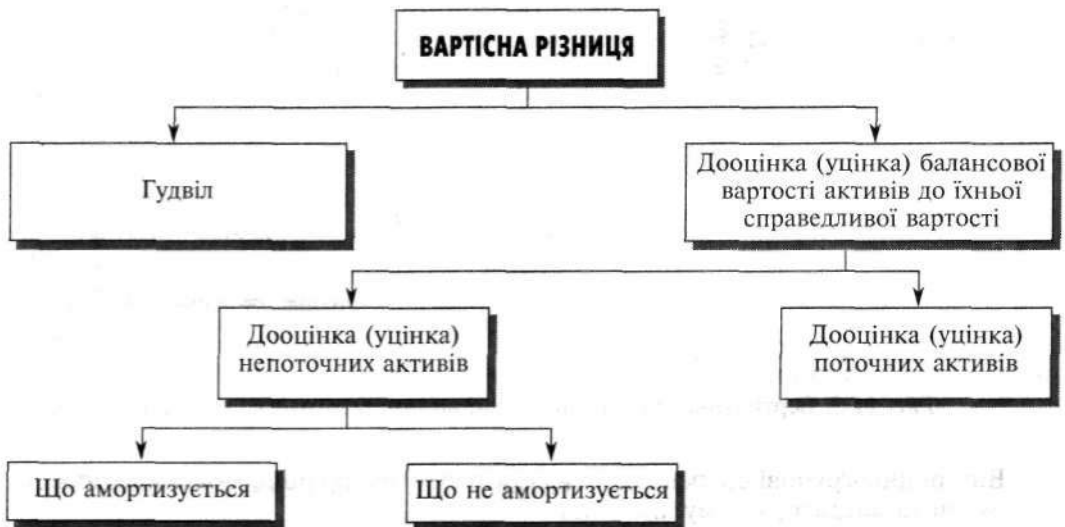 ВАРТІСНА РІЗНИЦЯ
Гудвіл
Дооцінка (уцінка) балансової
вартості активів до їхньої
справедливої вартості
Дооцінка (уцінка)
непоточних активів
Дооцінка (уцінка)
поточних активів
Що амортизується
Що не амортизується